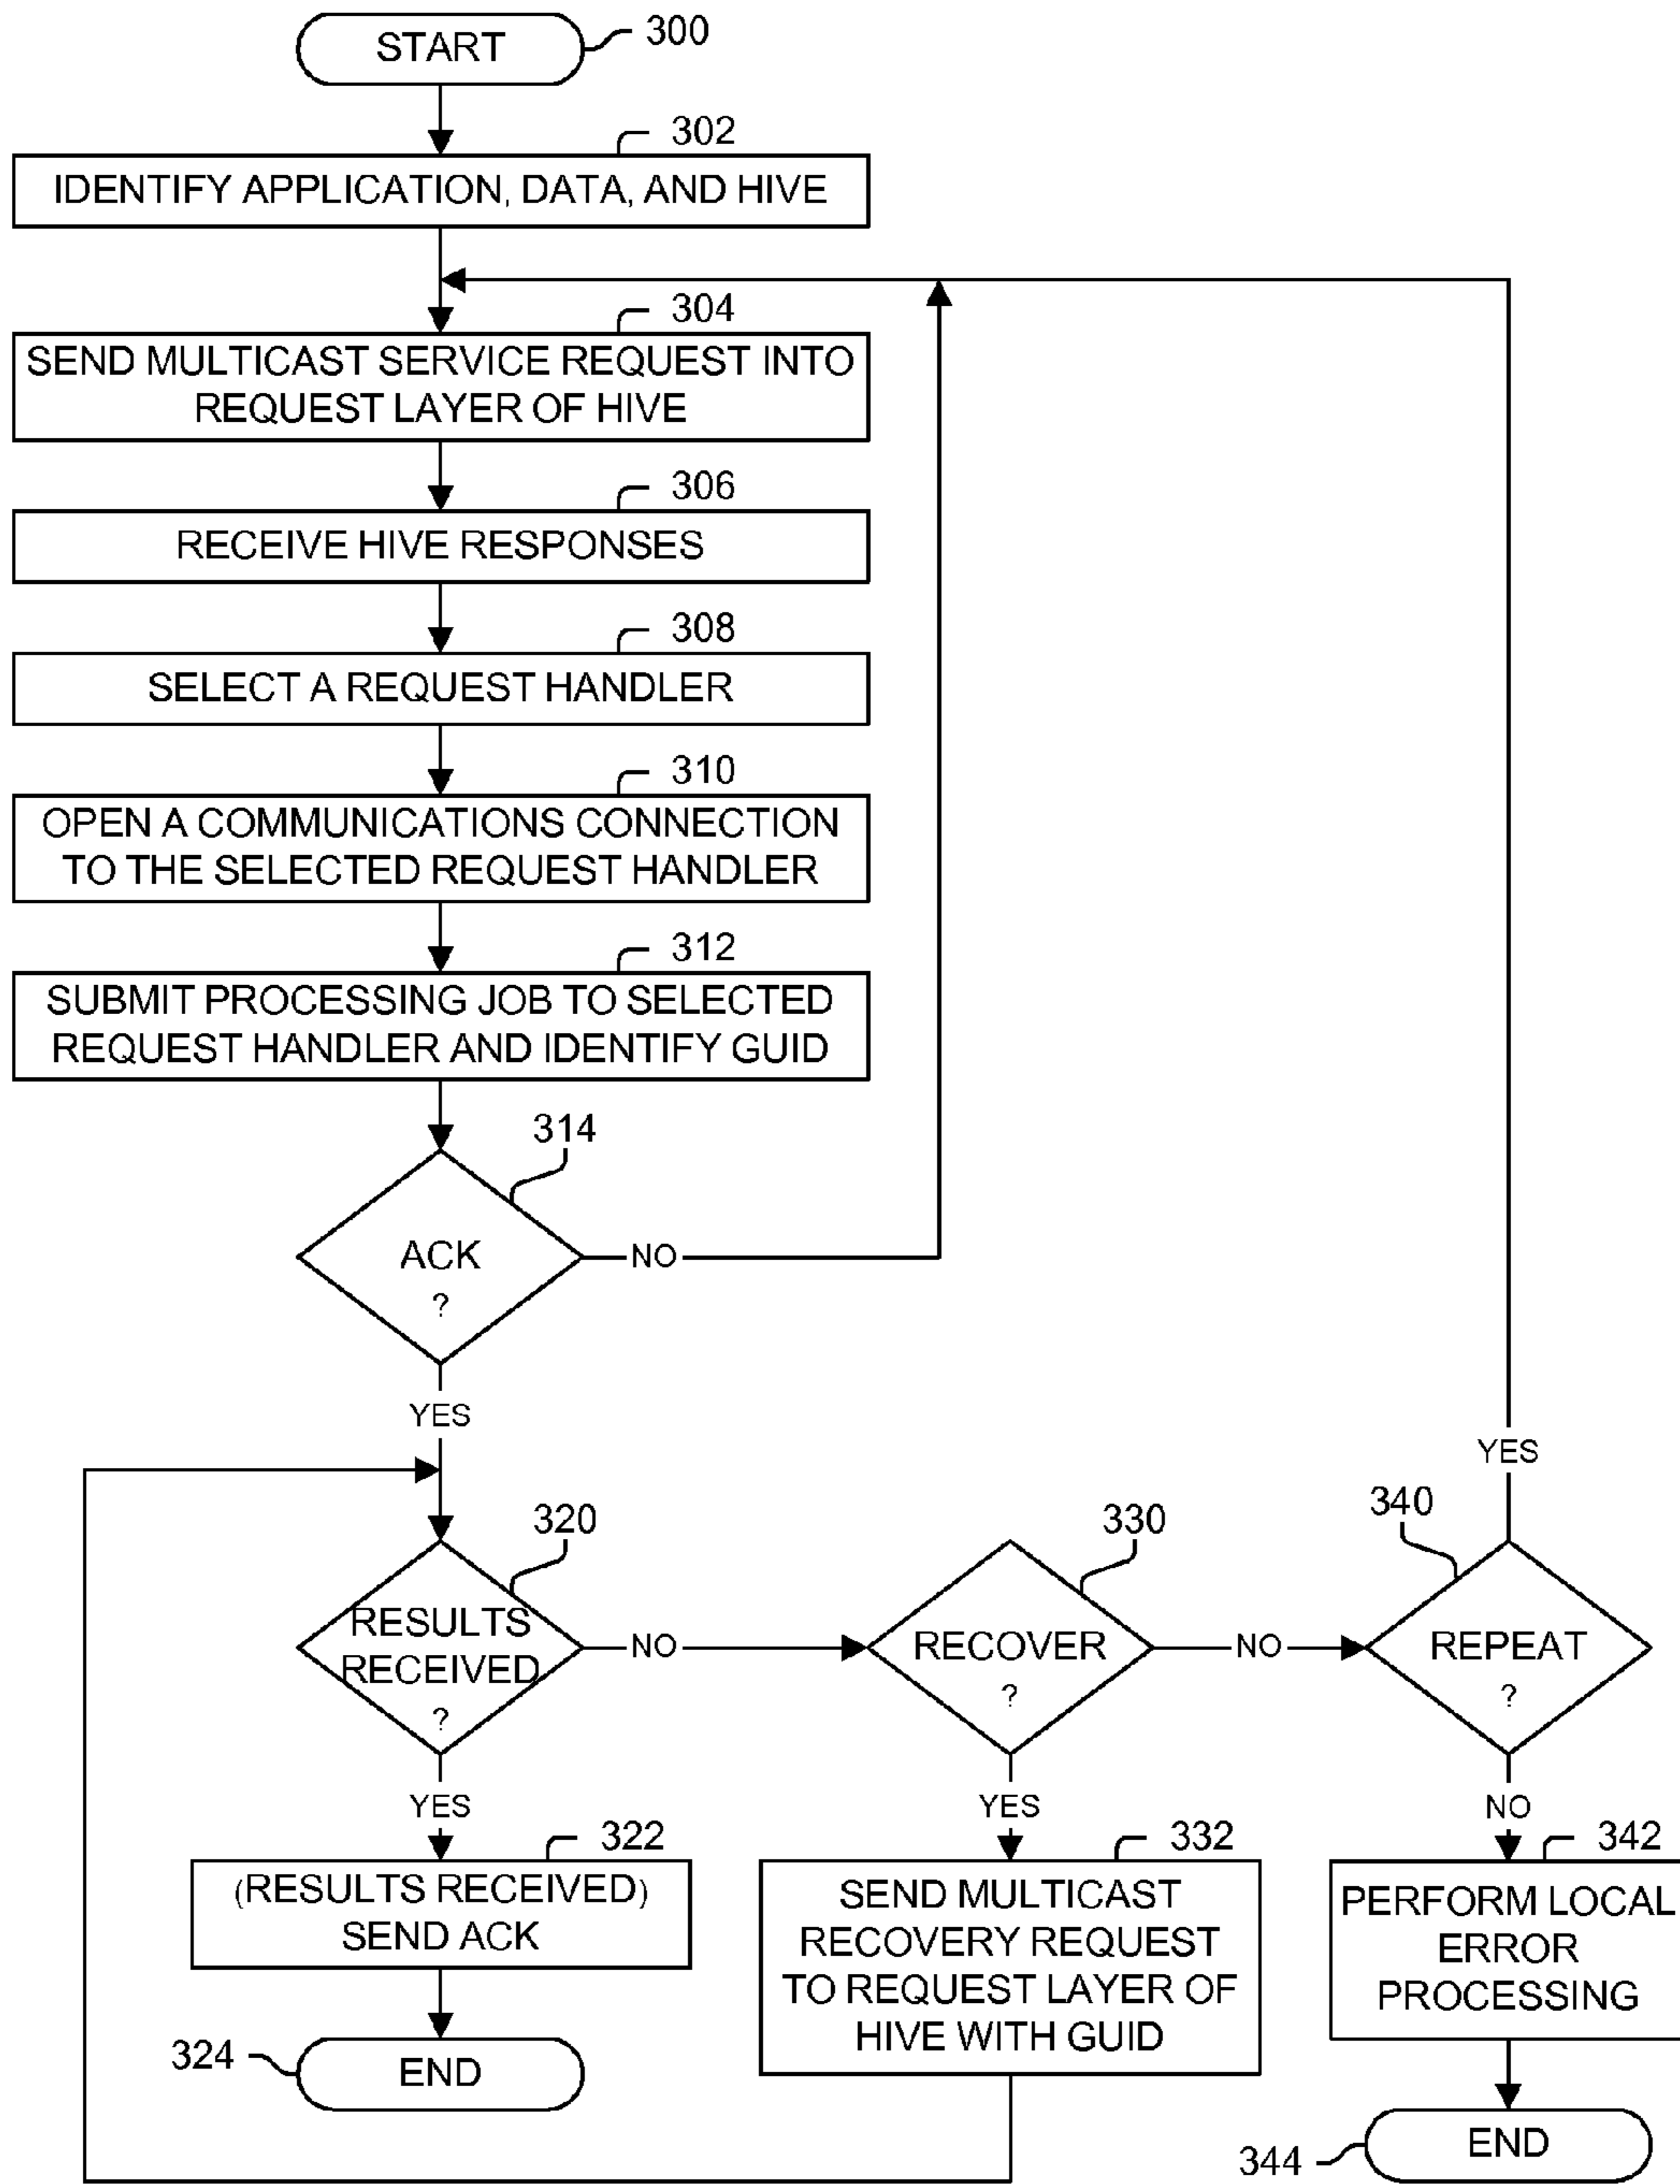 START
300
302
IDENTIFY APPLICATION, DATA, AND HIVE
304
SEND MULTICAST SERVICE REQUEST INTO
REQUEST LAYER OF HIVE
306
RECEIVE HIVE RESPONSES
308
SELECT A REQUEST HANDLER
310
OPEN A COMMUNICATIONS CONNECTION
TO THE SELECTED REQUEST HANDLER
312
SUBMIT PROCESSING JOB TO SELECTED
REQUEST HANDLER AND IDENTIFY GUID
314
ACK
?
NO
YES
320
RESULTS
RECEIVED
?
NO
YES
330
RECOVER
?
NO
YES
340
REPEAT
?
YES
NO
322
(RESULTS RECEIVED)
SEND ACK
324
END
332
SEND MULTICAST
RECOVERY REQUEST
TO REQUEST LAYER OF
HIVE WITH GUID
342
PERFORM LOCAL
ERROR
PROCESSING
344
END